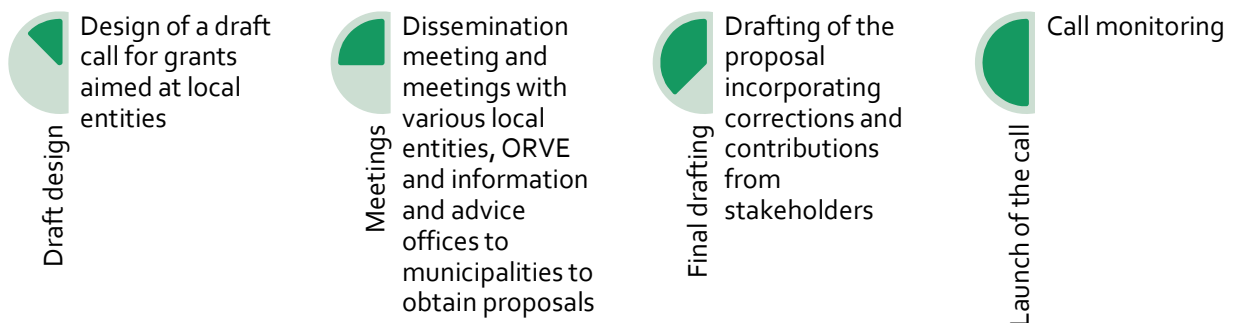 Design of a draft
call for grants
aimed at local
entities
Draft design
Dissemination
meeting and
meetings with
various local
entities, ORVE
and information
and advice
offices to
municipalities to
obtain proposals
Meetings
Drafting of the
proposal
incorporating
corrections and
contributions
from
stakeholders
Final drafting
Call monitoring
Launch of the call